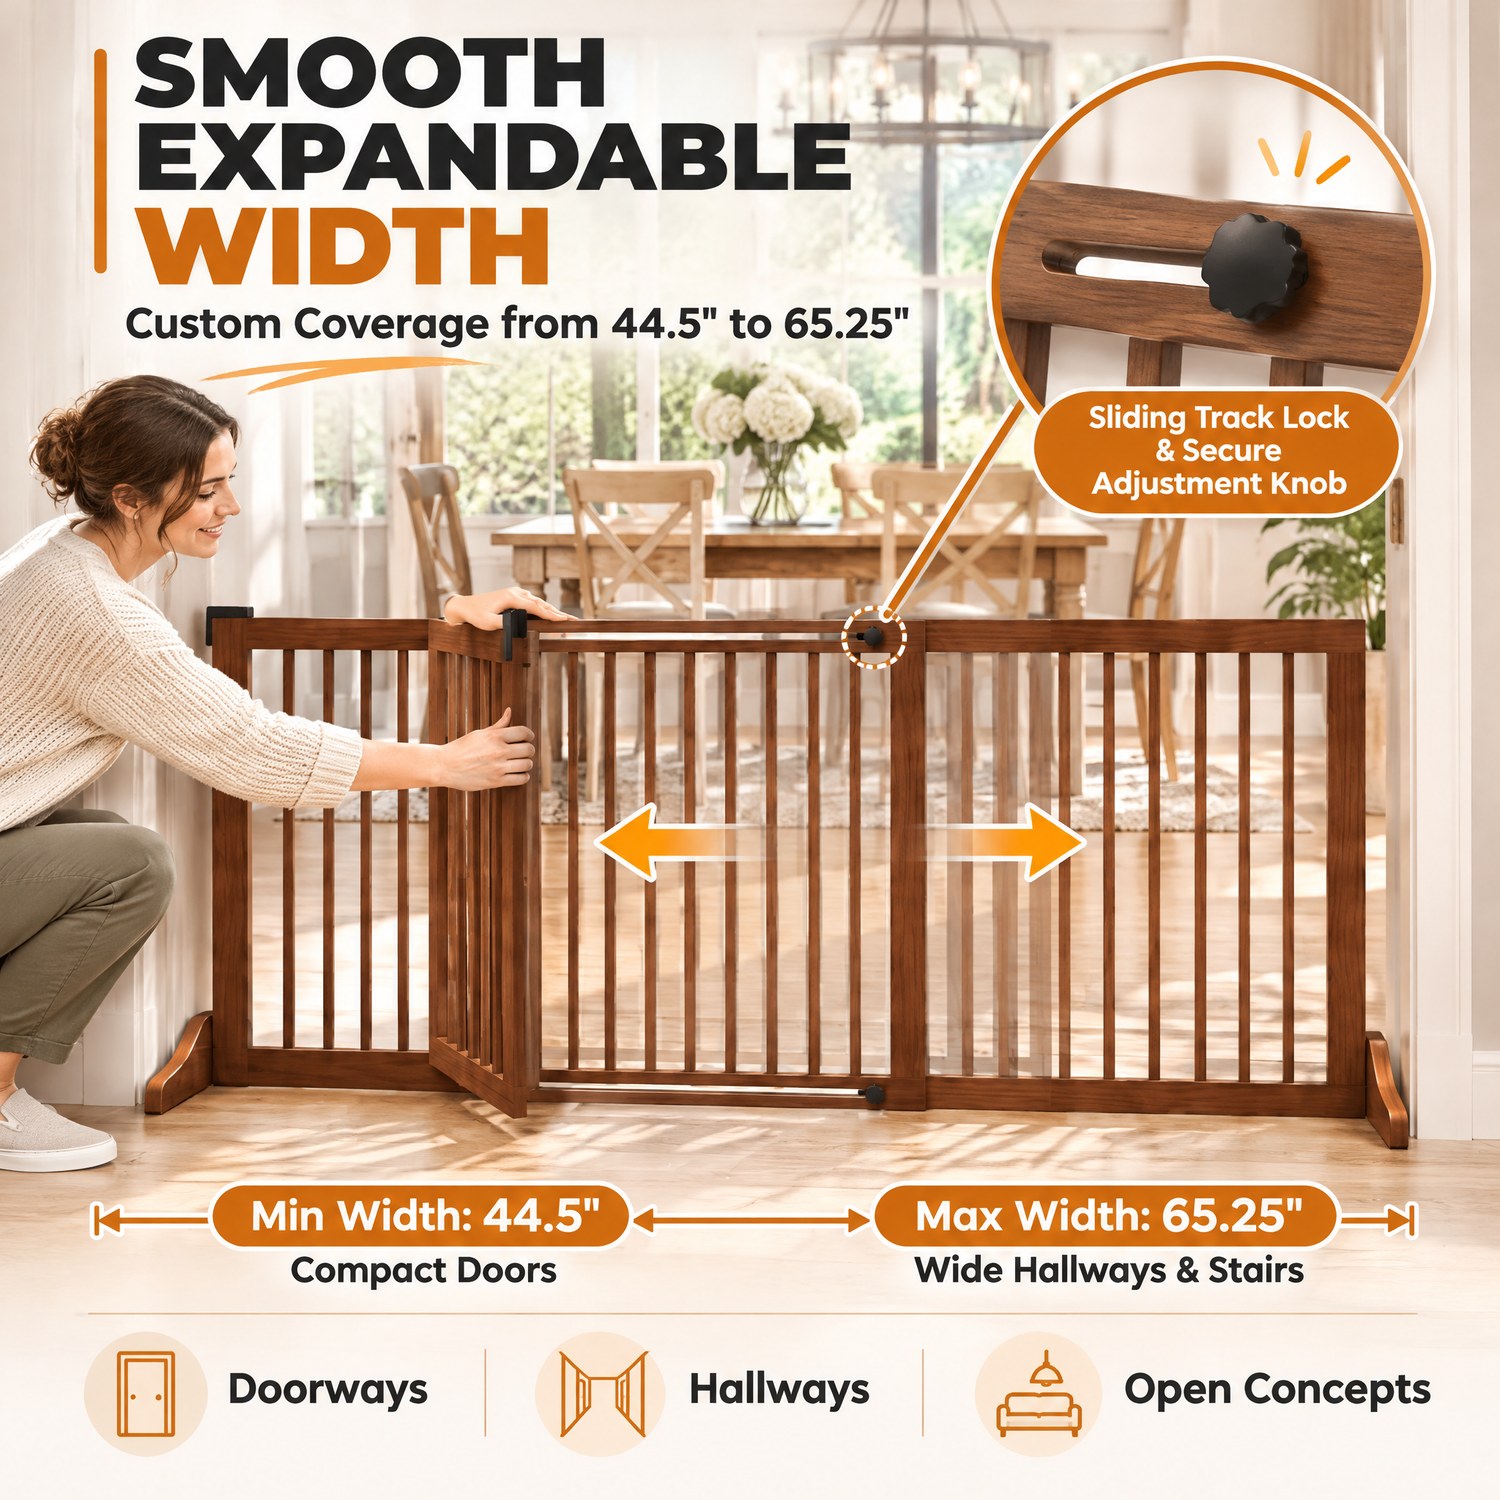 SMOOTH
EXPANDABLE
WIDTH
Custom Coverage from 44.5" to 65.25"
Sliding Track Lock
& Secure
Adjustment Knob
Min Width: 44.5"
Max Width: 65.25"
Compact Doors
Wide Hallways & Stairs
Doorways
Hallways
Open Concepts